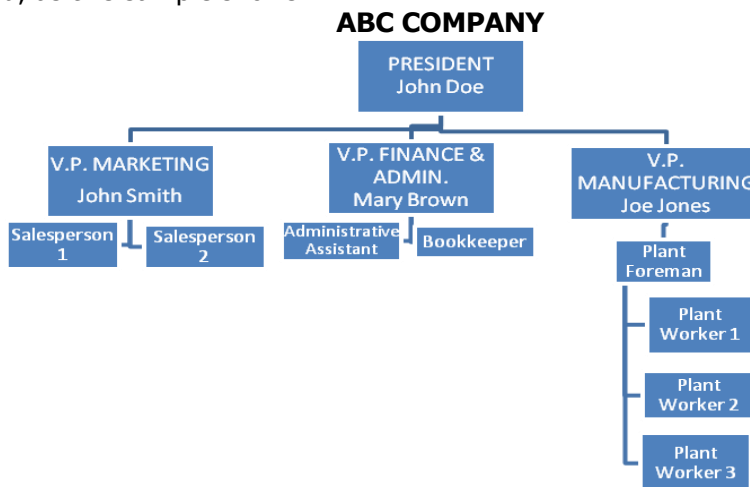 ABC COMPANY
PRESIDENT
John Doe
V.P. MARKETING
John Smith
V.P. FINANCE &
ADMIN.
Mary Brown
V.P.
MANUFACTURING
Joe Jones
Salesperson
1
Salesperson
2
Administrative
Assistant
Bookkeeper
Plant
Foreman
Plant
Worker 1
Plant
Worker 2
Plant
Worker 3